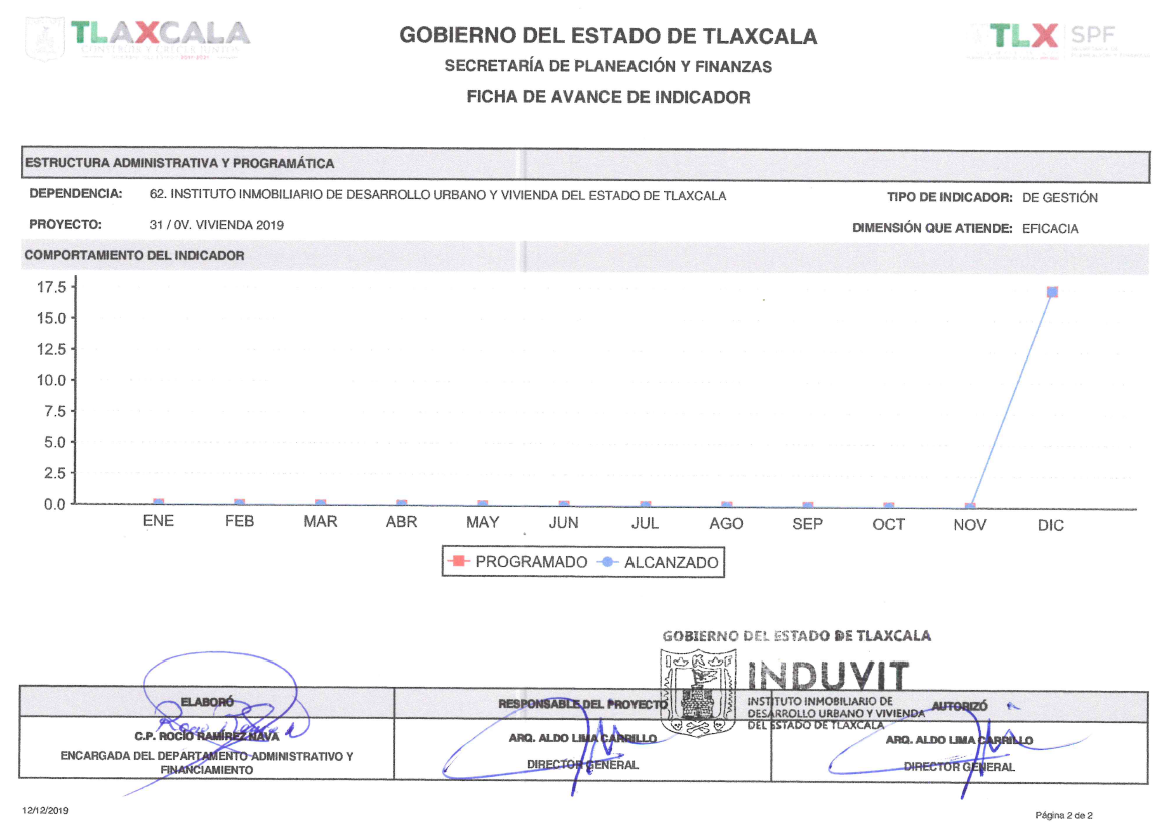 TLAXCALA
GOBIERNO DEL ESTADO DE TLAXCALA
SECRETARÍA DE PLANEACIÓN Y FINANZAS
FICHA DE AVANCE DE INDICADOR
TLX SPF
ESTRUCTURA ADMINISTRATIVA Y PROGRAMÁTICA
DEPENDENCIA: 62. INSTITUTO INMOBILIARIO DE DESARROLLO URBANO Y VIVIENDA DEL ESTADO DE TLAXCALA
TIPO DE INDICADOR: DE GESTIÓN
PROYECTO: 31 / 0V. VIVIENDA 2019
DIMENSIÓN QUE ATIENDE: EFICACIA
COMPORTAMIENTO DEL INDICADOR
17.5
15.0
12.5
10.0
7.5
5.0
2.5
0.0
ENE FEB MAR ABR MAY JUN JUL AGO SEP OCT NOV DIC
PROGRAMADO ALCANZADO
GOBIERNO DEL ESTADO DE TLAXCALA
INDUVIT
INSTITUTO INMOBILIARIO DE
DESARROLLO URBANO Y VIVIENDA
DEL ESTADO DE TLAXCALA
ELABORÓ
C.P. ROCÍO RAMÍREZ NAVA
ENCARGADA DEL DEPARTAMENTO ADMINISTRATIVO Y
FINANCIAMIENTO
RESPONSABLE DEL PROYECTO
ARQ. ALDO LIMA CARRILLO
DIRECTOR GENERAL
AUTORIZÓ
ARQ. ALDO LIMA CARRILLO
DIRECTOR GENERAL
12/12/2019
Página 2 de 2